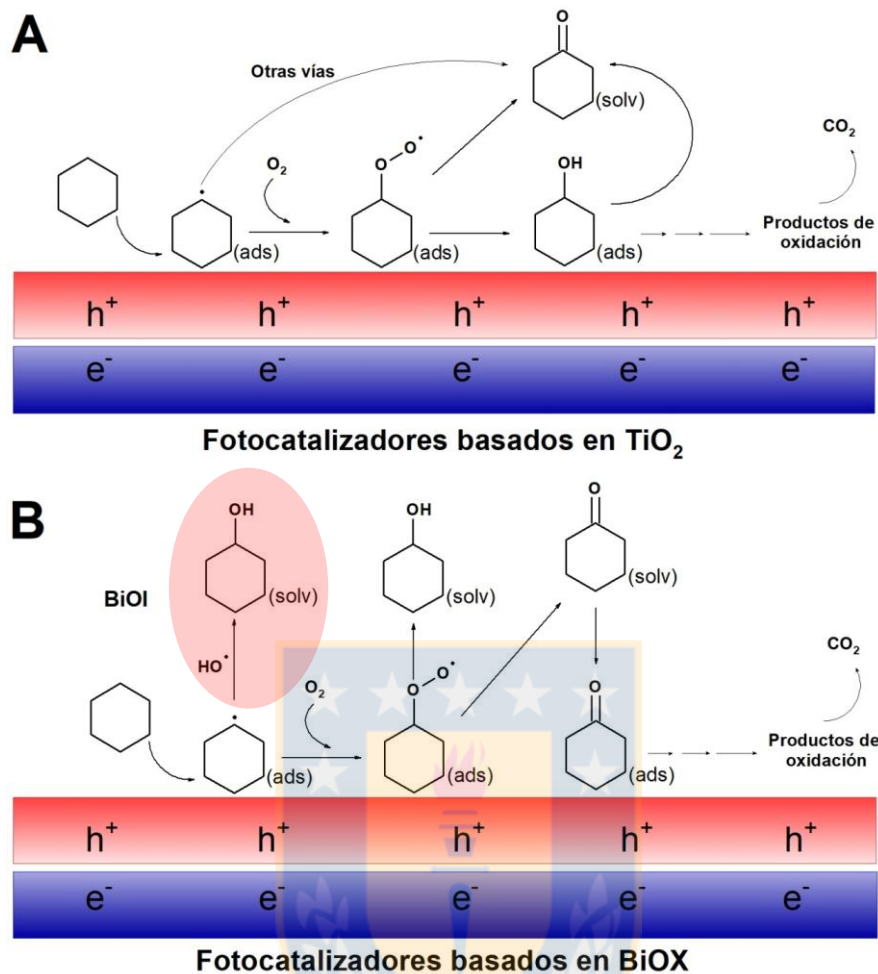 A
O
Otras vías
(solv)
CO2
O•
O
O2
OH
•
(ads)
(ads)
(ads)
Productos de
oxidación
h+ h+ h+ h+ h+
e- e- e- e- e-
Fotocatalizadores basados en TiO2
B
OH
OH
O
BiOI
(solv)
(solv)
(solv)
HO•
O2
O•
O
O
CO2
•
(ads)
(ads)
(ads)
Productos de
oxidación
h+ h+ h+ h+ h+
e- e- e- e- e-
Fotocatalizadores basados en BiOX